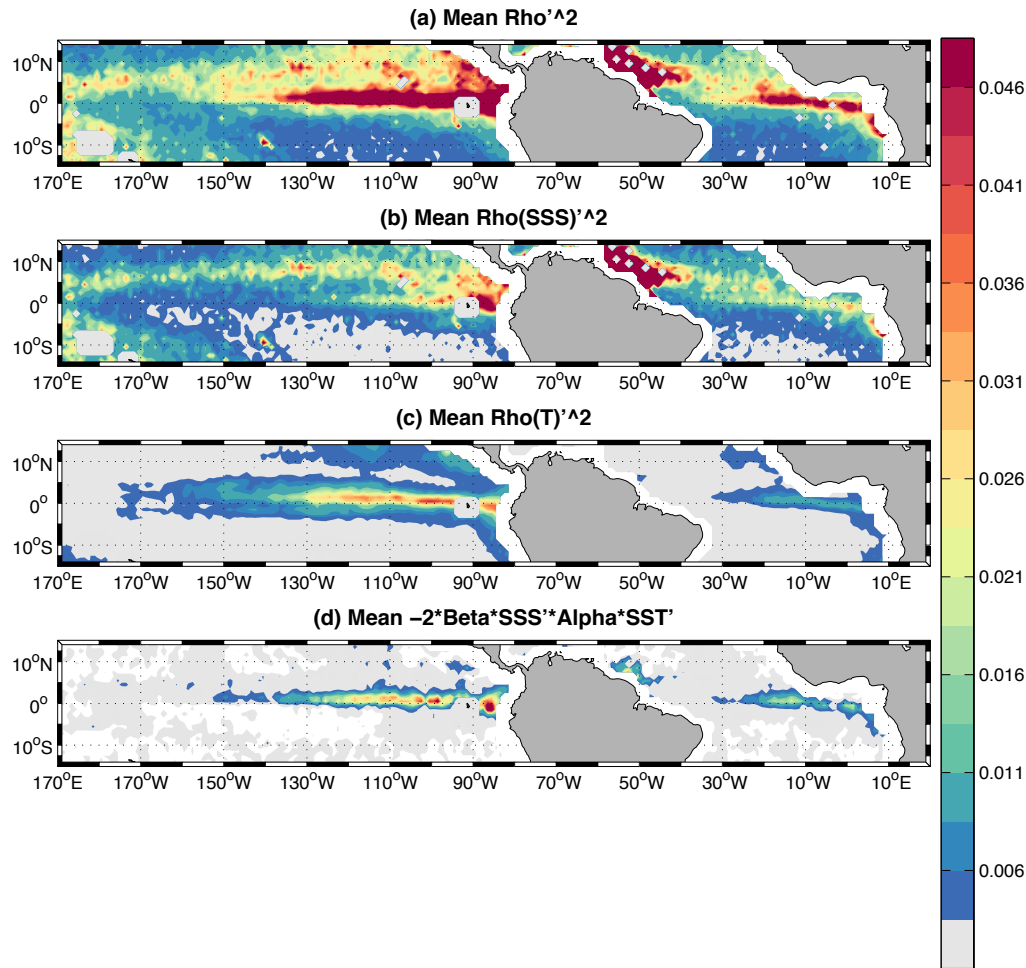 (a) Mean Rho'^2
10°N
0°
10°S
170°E 170°W 150°W 130°W 110°W 90°W 70°W 50°W 30°W 10°W 10°E
(b) Mean Rho(SSS)'^2
10°N
0°
10°S
170°E 170°W 150°W 130°W 110°W 90°W 70°W 50°W 30°W 10°W 10°E
(c) Mean Rho(T)'^2
10°N
0°
10°S
170°E 170°W 150°W 130°W 110°W 90°W 70°W 50°W 30°W 10°W 10°E
(d) Mean −2*Beta*SSS'*Alpha*SST'
10°N
0°
10°S
170°E 170°W 150°W 130°W 110°W 90°W 70°W 50°W 30°W 10°W 10°E
0.046
0.041
0.036
0.031
0.026
0.021
0.016
0.011
0.006